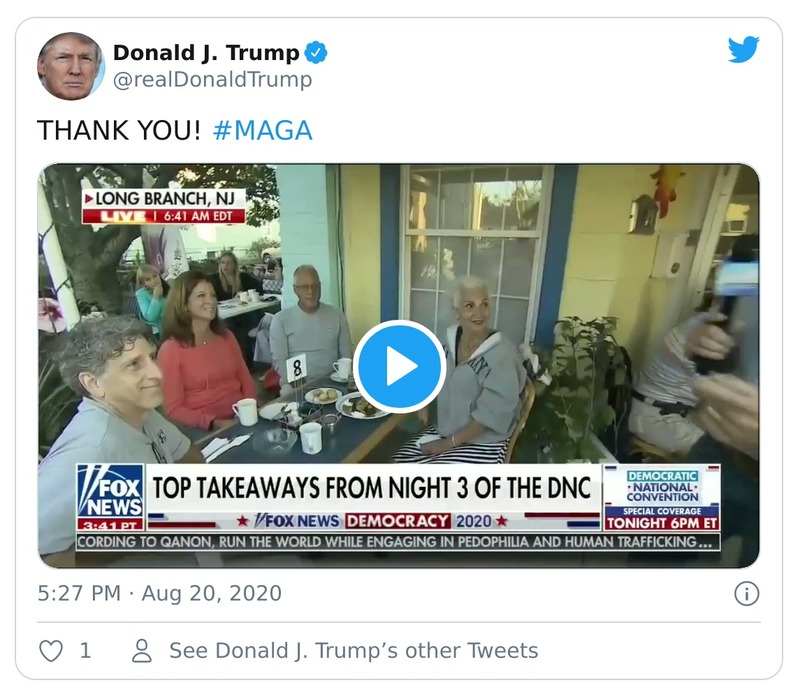 Donald J. Trump
@realDonaldTrump
THANK YOU! #MAGA
LONG BRANCH, NJ
LIVE | 6:41 AM EDT
8
FOX NEWS
3:41 PT
TOP TAKEAWAYS FROM NIGHT 3 OF THE DNC
FOX NEWS DEMOCRACY 2020
DEMOCRATIC
NATIONAL
CONVENTION
SPECIAL COVERAGE
TONIGHT 6PM ET
CORDING TO QANON, RUN THE WORLD WHILE ENGAGING IN PEDOPHILIA AND HUMAN TRAFFICKING...
5:27 PM · Aug 20, 2020
1
See Donald J. Trump’s other Tweets